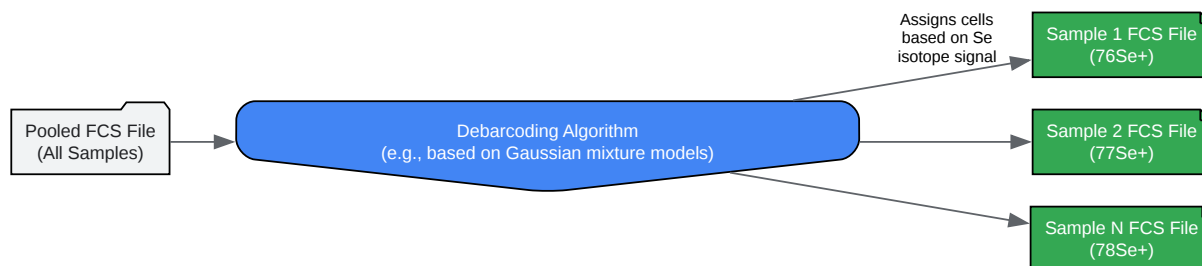 Assigns cells
based on Se
isotope signal
Sample 1 FCS File
(76Se+)
Pooled FCS File
(All Samples)
Debarcoding Algorithm
(e.g., based on Gaussian mixture models)
Sample 2 FCS File
(77Se+)
Sample N FCS File
(78Se+)